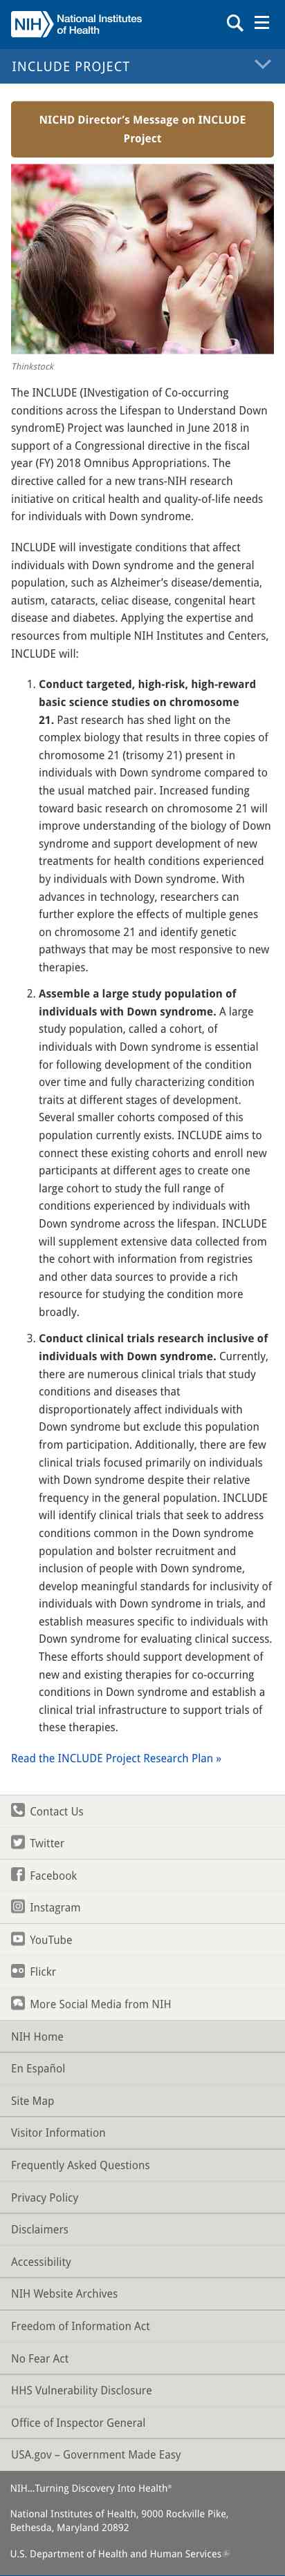 NIH National Institutes
of Health
INCLUDE PROJECT
NICHD Director's Message on INCLUDE
Project
Thinkstock
The INCLUDE (INvestigation of Co-occurring
conditions across the Lifespan to Understand Down
syndromE) Project was launched in June 2018 in
support of a Congressional directive in the fiscal
year (FY) 2018 Omnibus Appropriations. The
directive called for a new trans-NIH research
initiative on critical health and quality-of-life needs
for individuals with Down syndrome.
INCLUDE will investigate conditions that affect
individuals with Down syndrome and the general
population, such as Alzheimer's disease/dementia,
autism, cataracts, celiac disease, congenital heart
disease and diabetes. Applying the expertise and
resources from multiple NIH Institutes and Centers,
INCLUDE will:
1. Conduct targeted, high-risk, high-reward
basic science studies on chromosome
21. Past research has shed light on the
complex biology that results in three copies of
chromosome 21 (trisomy 21) present in
individuals with Down syndrome compared to
the usual matched pair. Increased funding
toward basic research on chromosome 21 will
improve understanding of the biology of Down
syndrome and support development of new
treatments for health conditions experienced
by individuals with Down syndrome. With
advances in technology, researchers can
further explore the effects of multiple genes
on chromosome 21 and identify genetic
pathways that may be most responsive to new
therapies.
2. Assemble a large study population of
individuals with Down syndrome. A large
study population, called a cohort, of
individuals with Down syndrome is essential
for following development of the condition
over time and fully characterizing condition
traits at different stages of development.
Several smaller cohorts composed of this
population currently exists. INCLUDE aims to
connect these existing cohorts and enroll new
participants at different ages to create one
large cohort to study the full range of
conditions experienced by individuals with
Down syndrome across the lifespan. INCLUDE
will supplement extensive data collected from
the cohort with information from registries
and other data sources to provide a rich
resource for studying the condition more
broadly.
3. Conduct clinical trials research inclusive of
individuals with Down syndrome. Currently,
there are numerous clinical trials that study
conditions and diseases that
disproportionately affect individuals with
Down syndrome but exclude this population
from participation. Additionally, there are few
clinical trials focused primarily on individuals
with Down syndrome despite their relative
frequency in the general population. INCLUDE
will identify clinical trials that seek to address
conditions common in the Down syndrome
population and bolster recruitment and
inclusion of people with Down syndrome,
develop meaningful standards for inclusivity of
individuals with Down syndrome in trials, and
establish measures specific to individuals with
Down syndrome for evaluating clinical success.
These efforts should support development of
new and existing therapies for co-occurring
conditions in Down syndrome and establish a
clinical trial infrastructure to support trials of
these therapies.
Read the INCLUDE Project Research Plan »
Contact Us
Twitter
Facebook
Instagram
YouTube
Flickr
More Social Media from NIH
NIH Home
En Español
Site Map
Visitor Information
Frequently Asked Questions
Privacy Policy
Disclaimers
Accessibility
NIH Website Archives
Freedom of Information Act
No Fear Act
HHS Vulnerability Disclosure
Office of Inspector General
USA.gov – Government Made Easy
NIH…Turning Discovery Into Health®
National Institutes of Health, 9000 Rockville Pike,
Bethesda, Maryland 20892
U.S. Department of Health and Human Services